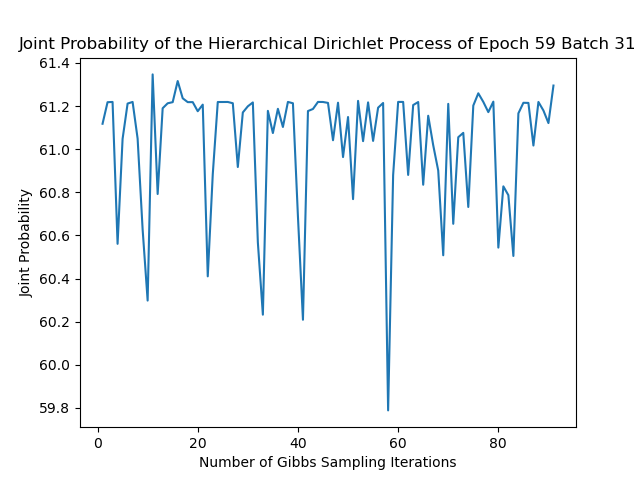 Joint Probability of the Hierarchical Dirichlet Process of Epoch 59 Batch 31
61.4
61.2
61.0
60.8
60.6
60.4
60.2
60.0
59.8
Joint Probability
0 20 40 60 80
Number of Gibbs Sampling Iterations